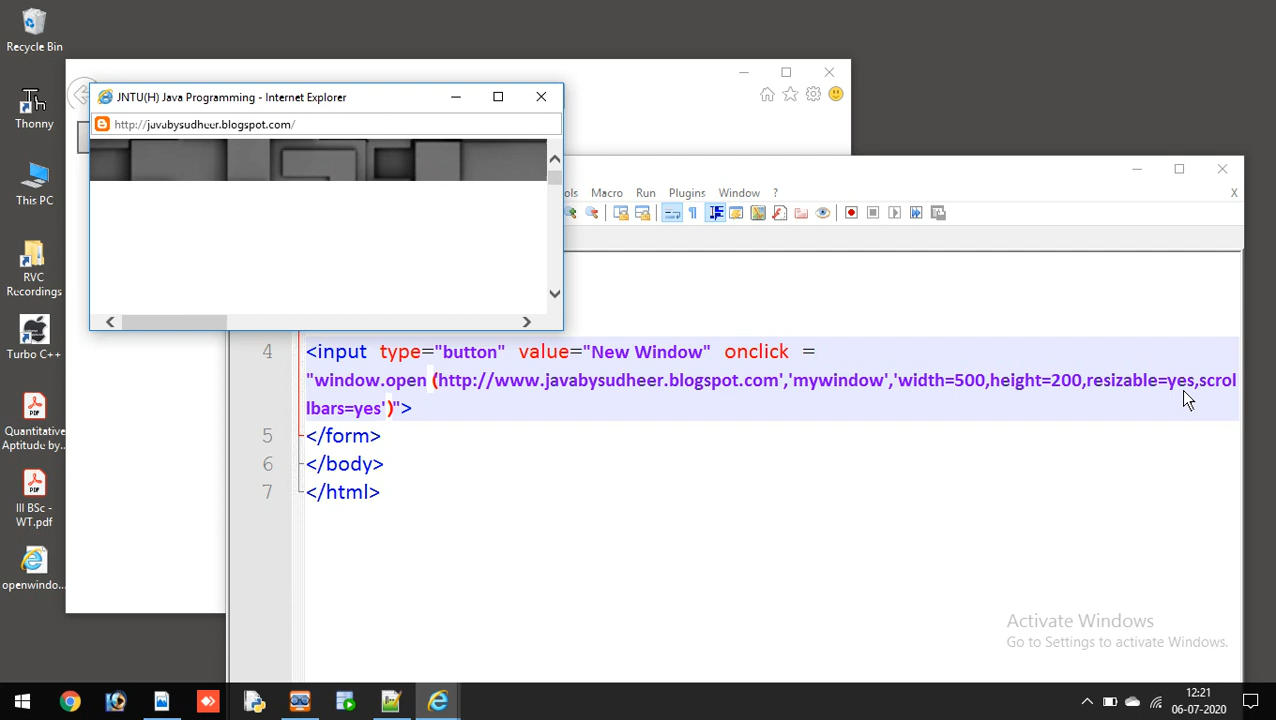 Recycle Bin
Thonny
This PC
RVC
Recordings
Turbo C++
Quantitative
Aptitude by...
III BSc -
WT.pdf
openwindo...
JNTU(H) Java Programming - Internet Explorer
http://javabysudheer.blogspot.com/
ols Macro Run Plugins Window ? X
4 <input type="button" value="New Window" onclick =
"window.open (http://www.javabysudheer.blogspot.com','mywindow','width=500,height=200,resizable=yes,scrol
lbars=yes')">
5 </form>
6 </body>
7 </html>
Activate Windows
Go to Settings to activate Windows.
12:21
06-07-2020